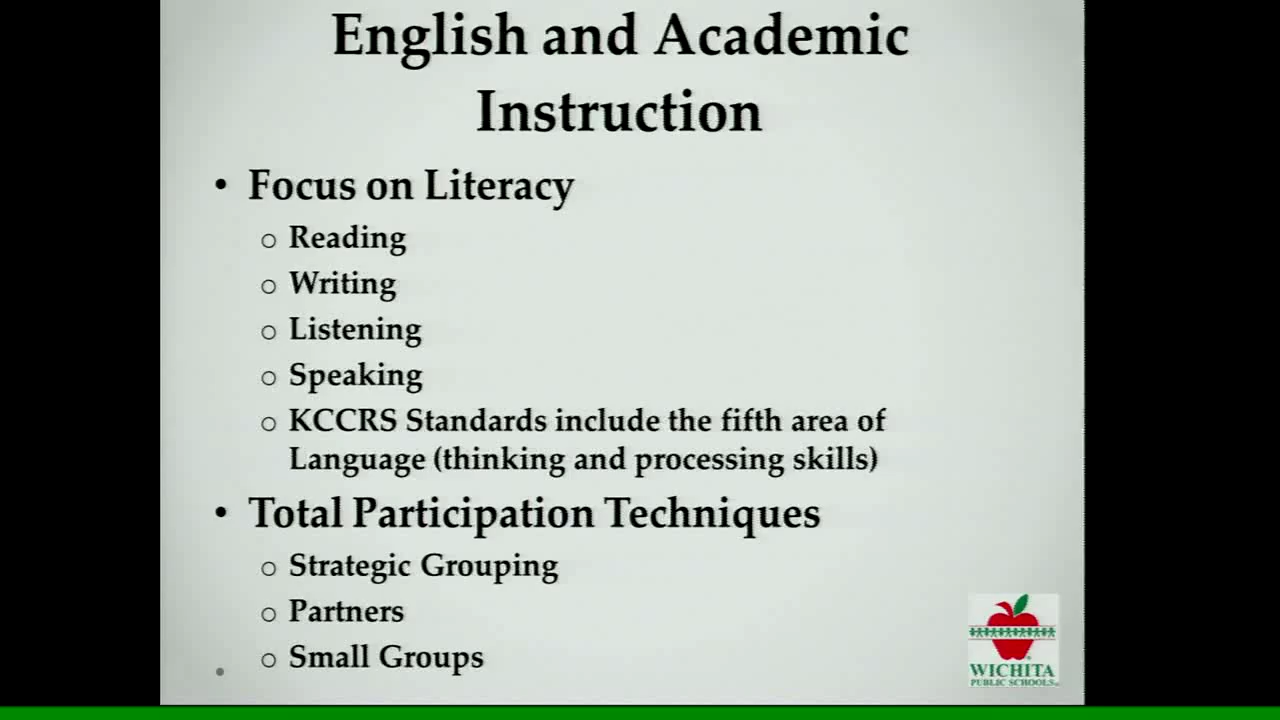 English and Academic
Instruction
• Focus on Literacy
o Reading
o Writing
o Listening
o Speaking
o KCCRS Standards include the fifth area of
Language (thinking and processing skills)
• Total Participation Techniques
o Strategic Grouping
o Partners
o Small Groups
WICHITA
PUBLIC SCHOOLS